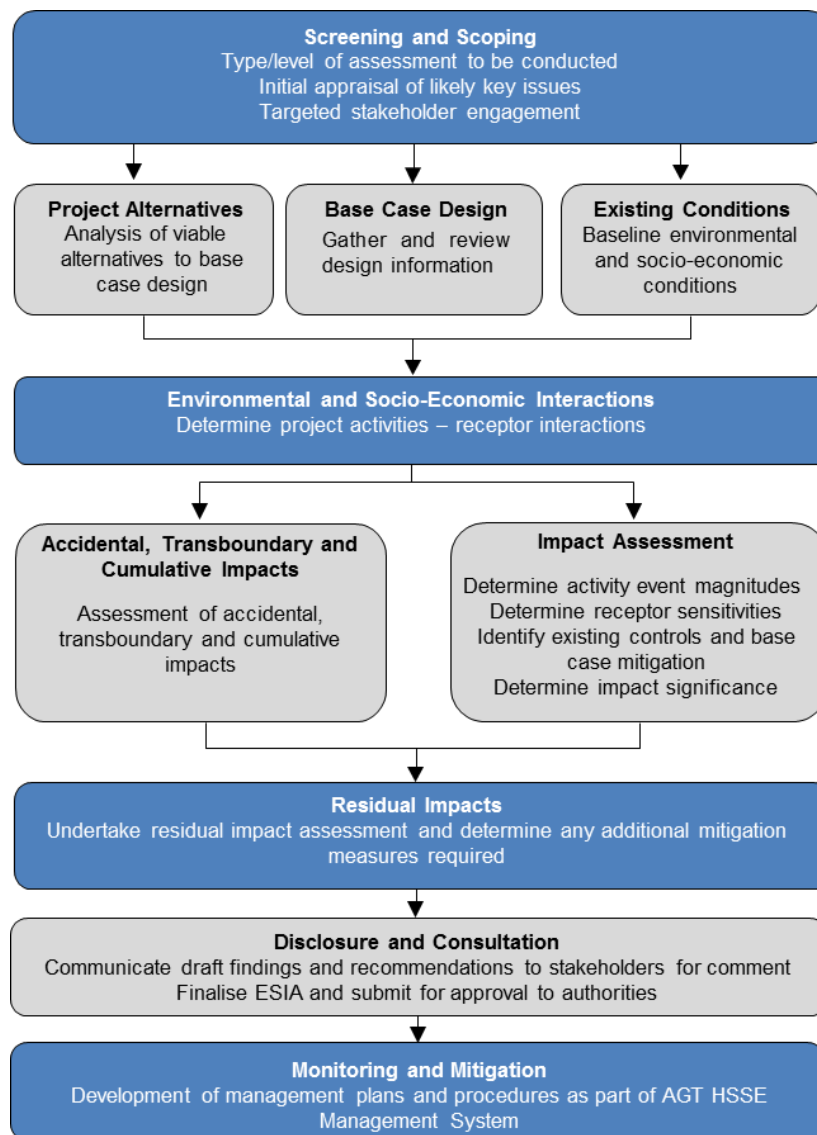 Screening and Scoping
Type/level of assessment to be conducted
Initial appraisal of likely key issues
Targeted stakeholder engagement
Project Alternatives
Analysis of viable
alternatives to base
case design
Base Case Design
Gather and review
design information
Existing Conditions
Baseline environmental
and socio-economic
conditions
Environmental and Socio-Economic Interactions
Determine project activities – receptor interactions
Accidental, Transboundary and
Cumulative Impacts
Assessment of accidental,
transboundary and cumulative
impacts
Impact Assessment
Determine activity event magnitudes
Determine receptor sensitivities
Identify existing controls and base
case mitigation
Determine impact significance
Residual Impacts
Undertake residual impact assessment and determine any additional mitigation
measures required
Disclosure and Consultation
Communicate draft findings and recommendations to stakeholders for comment
Finalise ESIA and submit for approval to authorities
Monitoring and Mitigation
Development of management plans and procedures as part of AGT HSSE
Management System